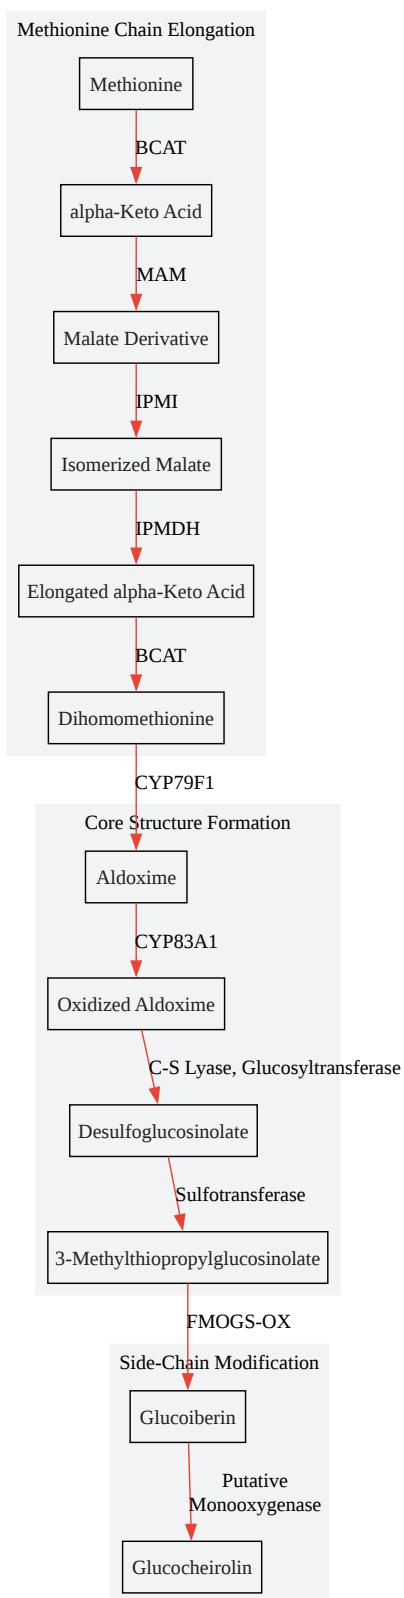 Methionine Chain Elongation
Methionine
BCAT
alpha-Keto Acid
MAM
Malate Derivative
IPMI
Isomerized Malate
IPMDH
Elongated alpha-Keto Acid
BCAT
Dihomomethionine
CYP79F1
Core Structure Formation
Aldoxime
CYP83A1
Oxidized Aldoxime
C-S Lyase, Glucosyltransferase
Desulfoglucosinolate
Sulfotransferase
3-Methylthiopropylglucosinolate
FMOGS-OX
Side-Chain Modification
Glucoiberin
Putative
Monooxygenase
Glucocheirolin